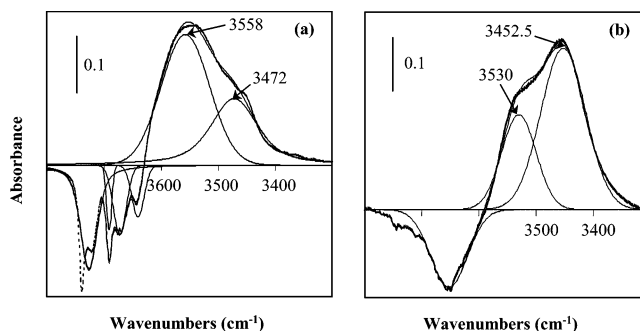 3558
(a)
0.1
3472
3600
3500
3400
Absorbance
Wavenumbers (cm-1)
3452.5
(b)
0.1
3530
3500
3400
Wavenumbers (cm-1)